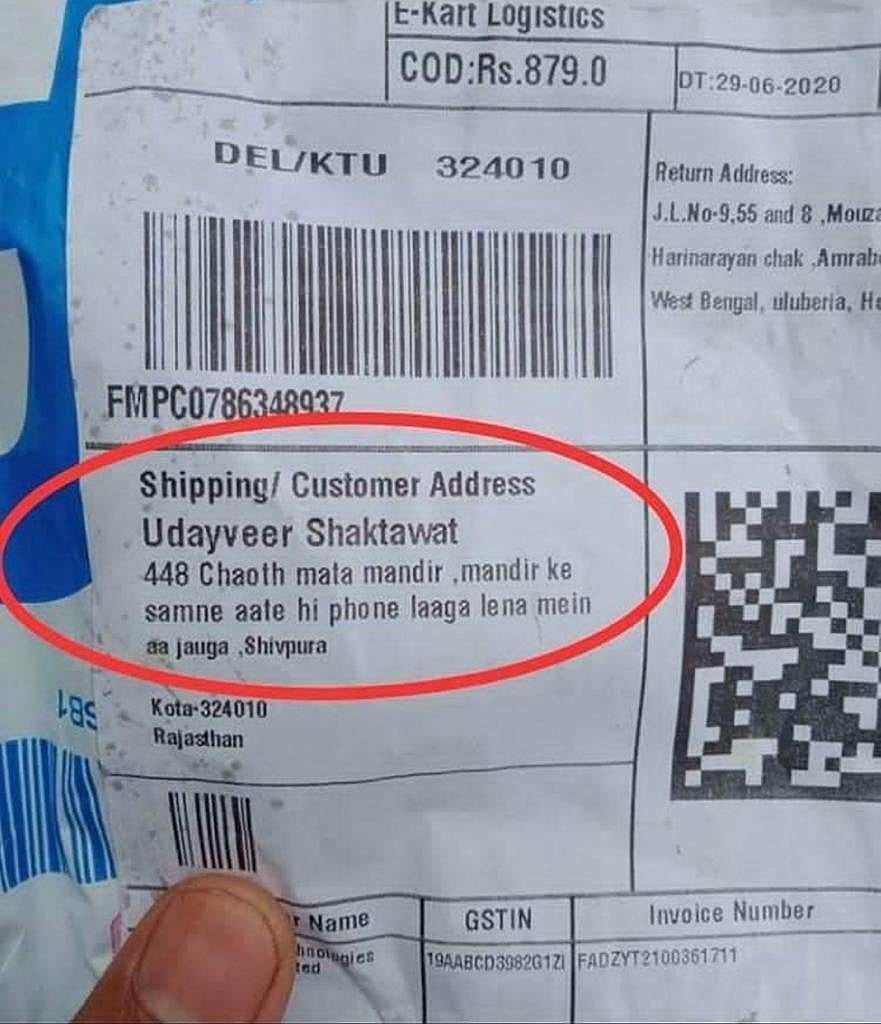 E-Kart Logistics
COD:Rs.879.0
DT:29-06-2020
DEL/KTU 324010
Return Address:
J.L.No-9,55 and 8 ,Mouza
Harinarayan chak ,Amrab
West Bengal, uluberia, H
FMPC0786348937
Shipping/ Customer Address
Udayveer Shaktawat
448 Chaoth mata mandir ,mandir ke
samne aate hi phone laaga lena mein
aa jauga ,Shivpura
Kota-324010
Rajasthan
SB1
r Name
GSTIN
Invoice Number
hnologies
ted
19AABCD3982G1ZI
FADZYT2100361711